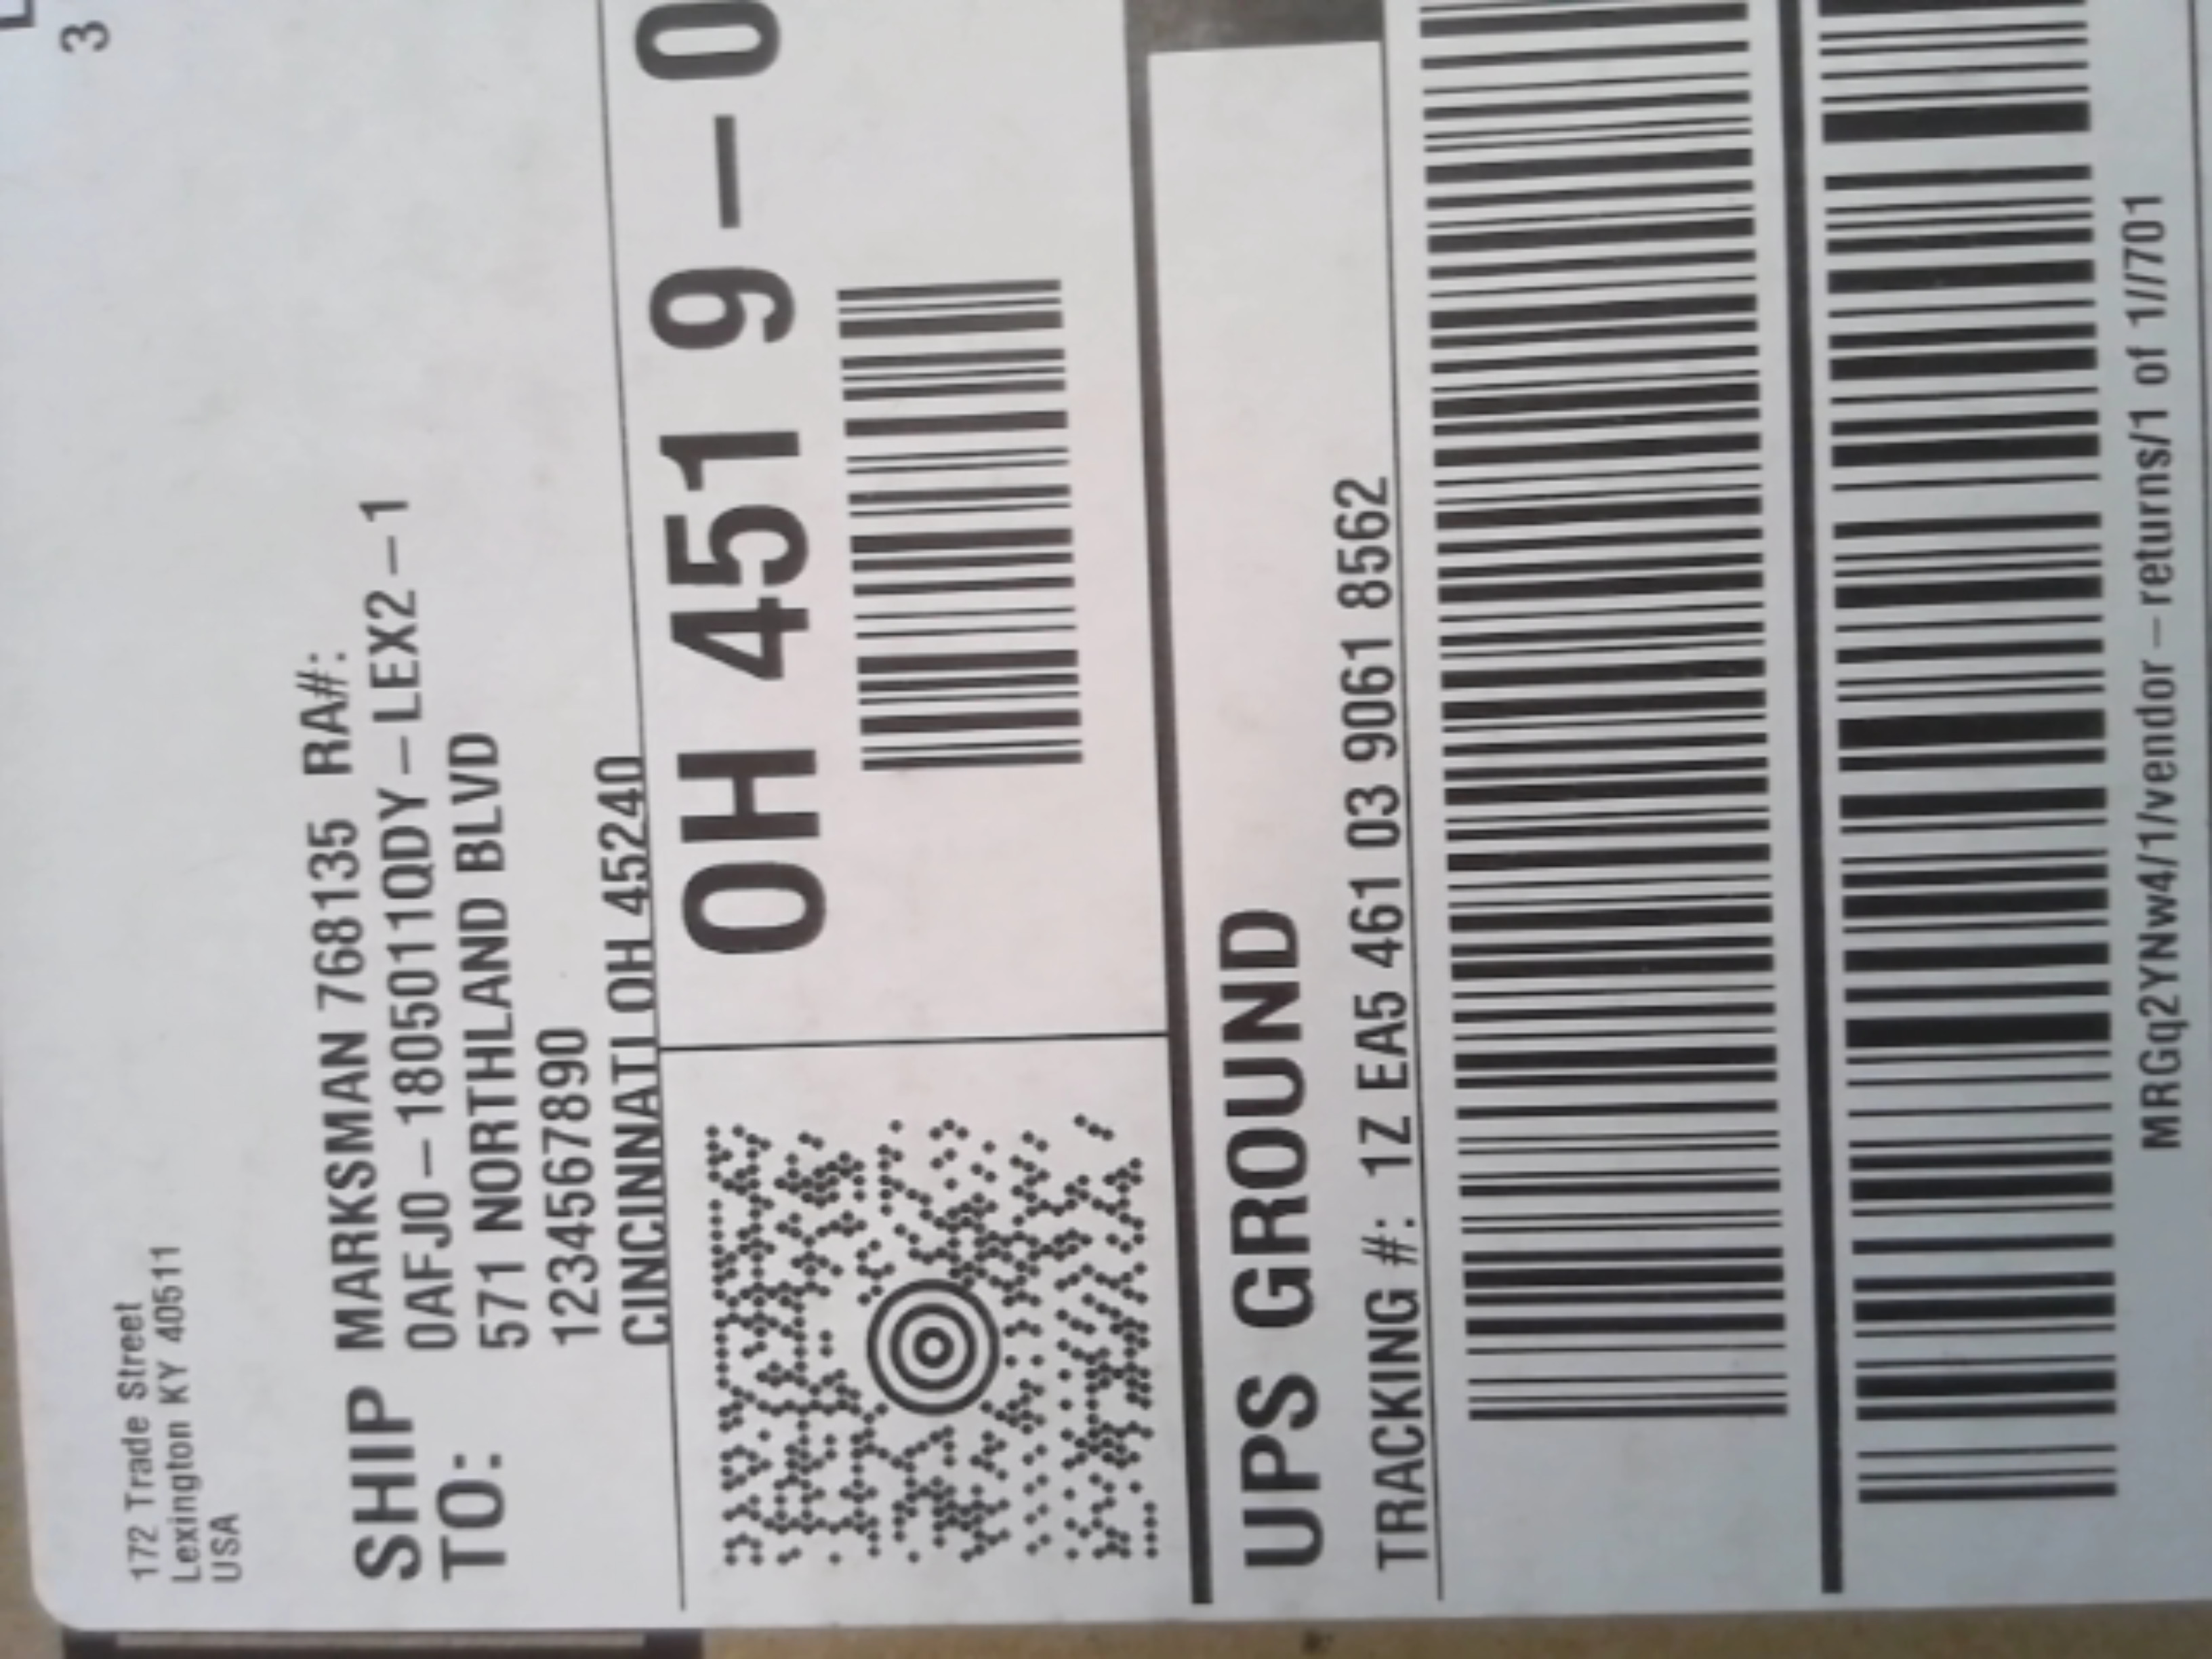 172 Trade Street
Lexington KY 40511
USA
SHIP TO:
MARKSMAN 768135 RA#:
0AFJ0-1805011QDY-LEX2-1
571 NORTHLAND BLVD
1234567890
CINCINNATI OH 45240
OH 451 9-0
UPS GROUND
TRACKING #: 1Z EA5 461 03 9061 8562
MRGq2YNw4/1/vendor-returns/1 of 1//701